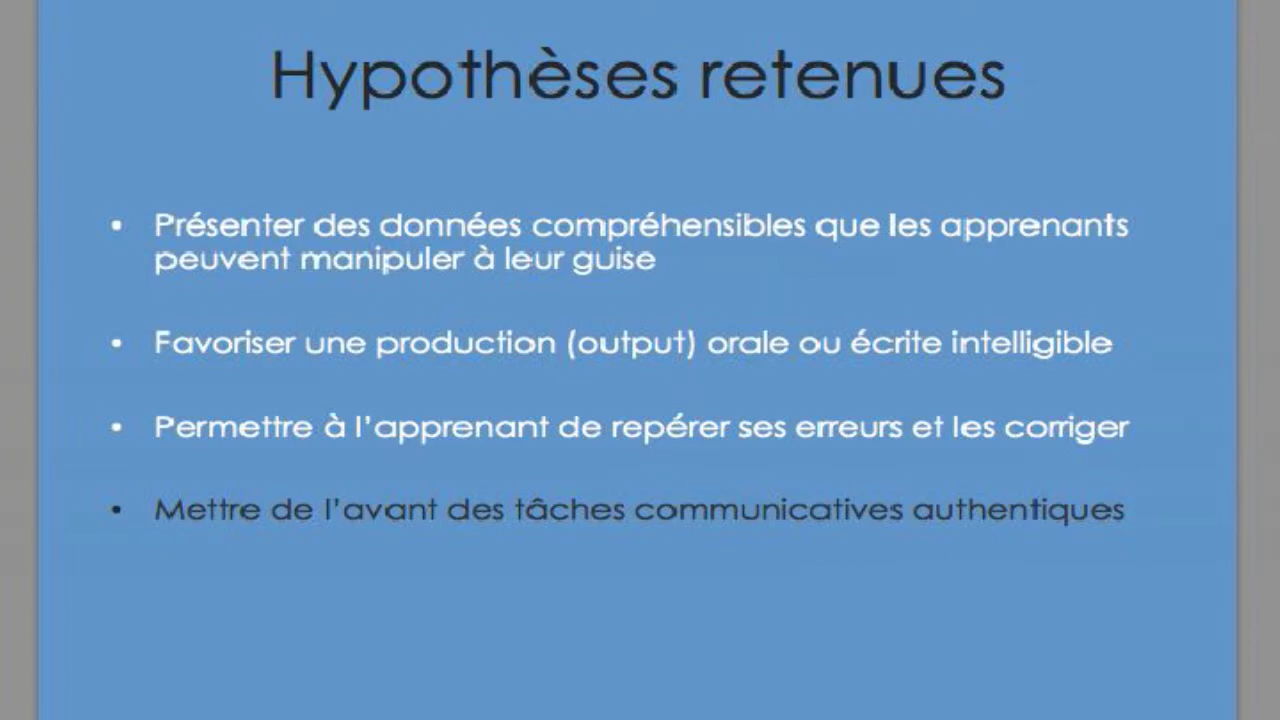 Hypothèses retenues
• Présenter des données compréhensibles que les apprenants
peuvent manipuler à leur guise
• Favoriser une production (output) orale ou écrite intelligible
• Permettre à l'apprenant de repérer ses erreurs et les corriger
• Mettre de l'avant des tâches communicatives authentiques